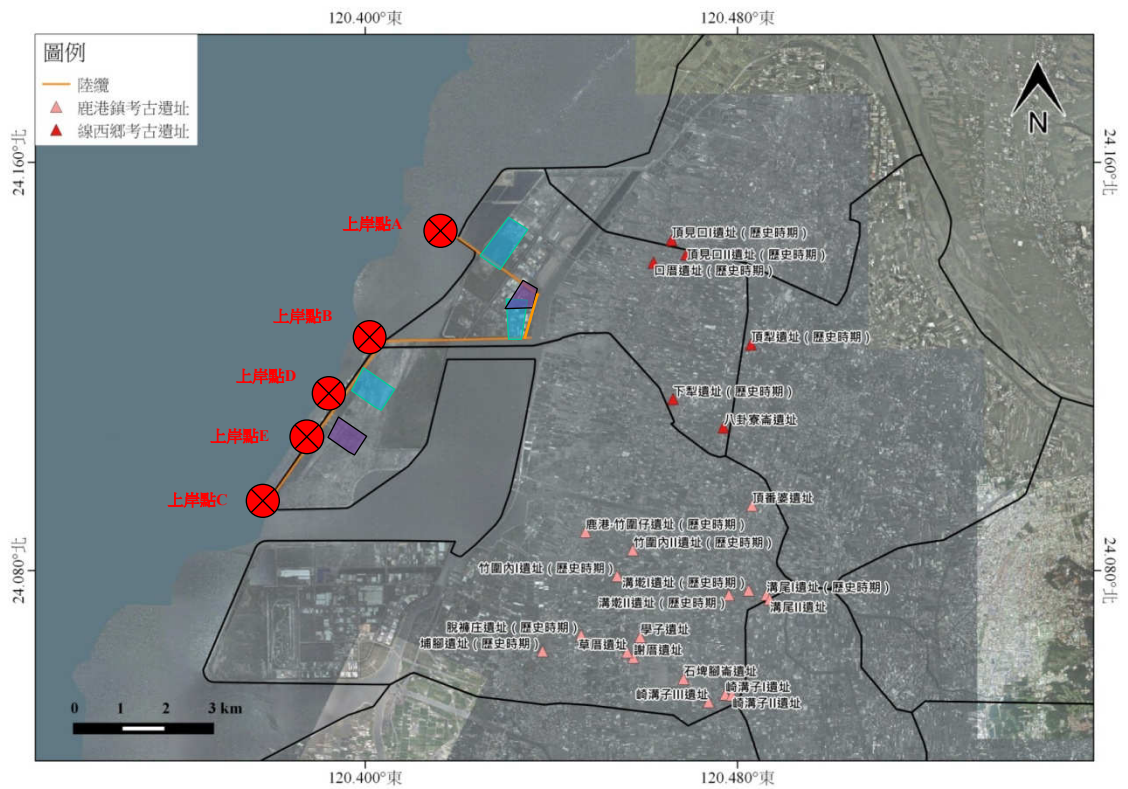 120.400°東
120.480°東
圖例
陸纜
鹿港鎮考古遺址
線西鄉考古遺址
N
24.160°北
24.160°北
上岸點A
頂見口I遺址(歷史時期)
頂見口II遺址(歷史時期)
口厝遺址(歷史時期)
上岸點B
頂犁遺址(歷史時期)
上岸點D
下犁遺址(歷史時期)
上岸點E
八卦寮崙遺址
上岸點C
頂番婆遺址
鹿港-竹圍仔遺址(歷史時期)
竹圍內II遺址(歷史時期)
24.080°北
24.080°北
竹圍內I遺址(歷史時期)
溝墘I遺址(歷史時期)
溝尾I遺址(歷史時期)
溝墘II遺址(歷史時期)
溝尾II遺址
脫褲庄遺址(歷史時期)
學子遺址
埔腳遺址(歷史時期)
草厝遺址
謝厝遺址
石埤腳崙遺址
崎溝子III遺址
崎溝子I遺址
崎溝子II遺址
0 1 2 3 km
120.400°東
120.480°東